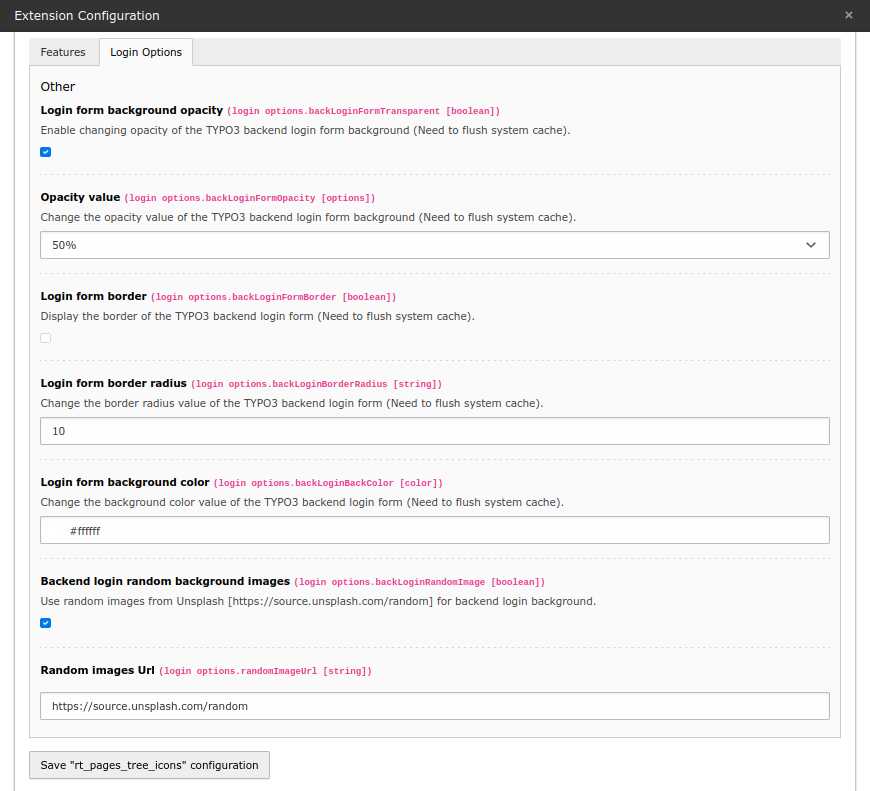 Extension Configuration ×
Features Login Options
Other
Login form background opacity (login options.backLoginFormTransparent [boolean])
Enable changing opacity of the TYPO3 backend login form background (Need to flush system cache).
Opacity value (login options.backLoginFormOpacity [options])
Change the opacity value of the TYPO3 backend login form background (Need to flush system cache).
50%
Login form border (login options.backLoginFormBorder [boolean])
Display the border of the TYPO3 backend login form (Need to flush system cache).
Login form border radius (login options.backLoginBorderRadius [string])
Change the border radius value of the TYPO3 backend login form (Need to flush system cache).
10
Login form background color (login options.backLoginBackColor [color])
Change the background color value of the TYPO3 backend login form (Need to flush system cache).
#ffffff
Backend login random background images (login options.backLoginRandomImage [boolean])
Use random images from Unsplash [https://source.unsplash.com/random] for backend login background.
Random images Url (login options.randomImageUrl [string])
https://source.unsplash.com/random
Save "rt_pages_tree_icons" configuration